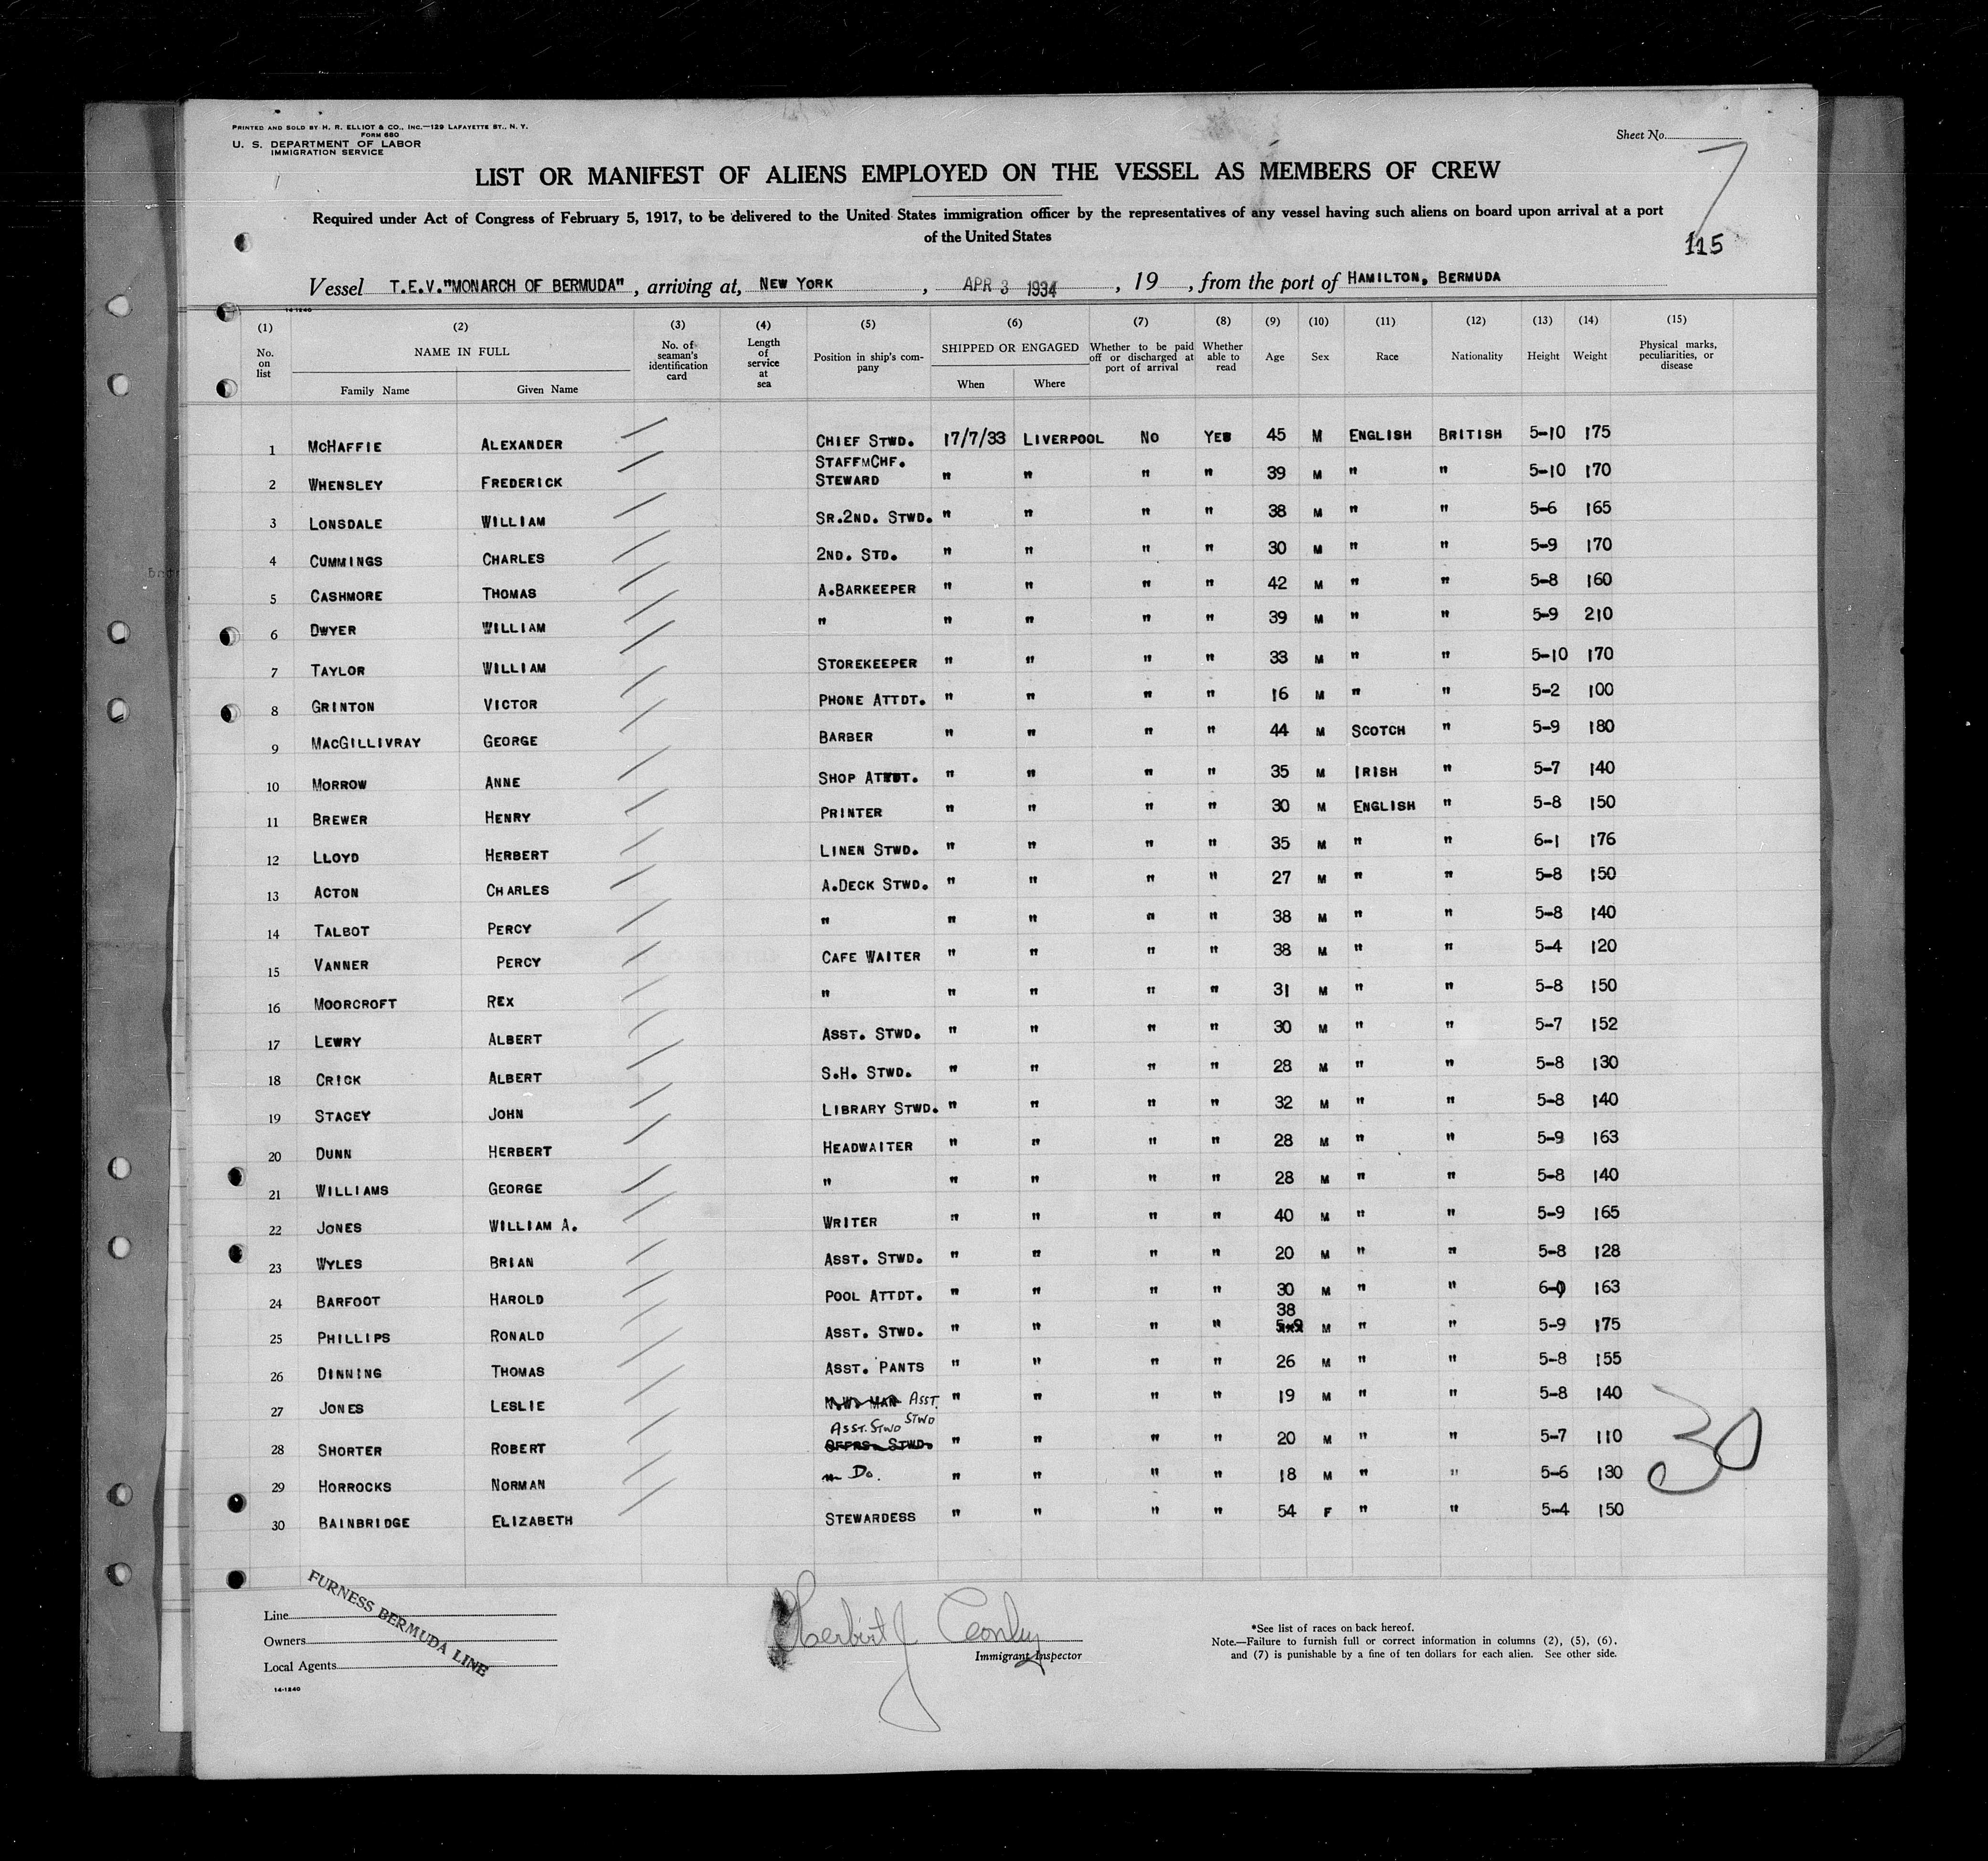 PRINTED AND SOLD BY H. R. ELLIOT & CO., INC.—129 LAFAYETTE ST., N. Y.
FORM 680
U. S. DEPARTMENT OF LABOR
IMMIGRATION SERVICE
Sheet No.
7
LIST OR MANIFEST OF ALIENS EMPLOYED ON THE VESSEL AS MEMBERS OF CREW
Required under Act of Congress of February 5, 1917, to be delivered to the United States immigration officer by the representatives of any vessel having such aliens on board upon arrival at a port
of the United States
115
Vessel T.E.V. "MONARCH OF BERMUDA" , arriving at, NEW YORK , APR 3 1934 , 19 , from the port of HAMILTON, BERMUDA
14-1240
(1) (2) (3) (4) (5) (6) (7) (8) (9) (10) (11) (12) (13) (14) (15)
No. on list NAME IN FULL Family Name Given Name No. of seaman's identification card Length of service at sea Position in ship's company SHIPPED OR ENGAGED When Where Whether to be paid off or discharged at port of arrival Whether able to read Age Sex Race Nationality Height Weight Physical marks, peculiarities, or disease
1 MCHAFFIE ALEXANDER CHIEF STWD. 17/7/33 LIVERPOOL NO YES 45 M ENGLISH BRITISH 5-10 175
2 WHENSLEY FREDERICK STAFFMCHF. STEWARD " " " " 39 M " " 5-10 170
3 LONSDALE WILLIAM SR.2ND. STWD. " " " " 38 M " " 5-6 165
4 CUMMINGS CHARLES 2ND. STD. " " " " 30 M " " 5-9 170
5 CASHMORE THOMAS A.BARKEEPER " " " " 42 M " " 5-8 160
6 DWYER WILLIAM " " " " " 39 M " " 5-9 210
7 TAYLOR WILLIAM STOREKEEPER " " " " 33 M " " 5-10 170
8 GRINTON VICTOR PHONE ATTDT. " " " " 16 M " " 5-2 100
9 MACGILLIVRAY GEORGE BARBER " " " " 44 M SCOTCH " 5-9 180
10 MORROW ANNE SHOP ATTDT. " " " " 35 M IRISH " 5-7 140
11 BREWER HENRY PRINTER " " " " 30 M ENGLISH " 5-8 150
12 LLOYD HERBERT LINEN STWD. " " " " 35 M " " 6-1 176
13 ACTON CHARLES A.DECK STWD. " " " " 27 M " " 5-8 150
14 TALBOT PERCY " " " " " 38 M " " 5-8 140
15 VANNER PERCY CAFE WAITER " " " " 38 M " " 5-4 120
16 MOORCROFT REX " " " " " 31 M " " 5-8 150
17 LEWRY ALBERT ASST. STWD. " " " " 30 M " " 5-7 152
18 CRICK ALBERT S.H. STWD. " " " " 28 M " " 5-8 130
19 STACEY JOHN LIBRARY STWD. " " " " 32 M " " 5-8 140
20 DUNN HERBERT HEADWAITER " " " " 28 M " " 5-9 163
21 WILLIAMS GEORGE " " " " " 28 M " " 5-8 140
22 JONES WILLIAM A. WRITER " " " " 40 M " " 5-9 165
23 WYLES BRIAN ASST. STWD. " " " " 20 M " " 5-8 128
24 BARFOOT HAROLD POOL ATTDT. " " " " 30 M " " 6-0 163
25 PHILLIPS RONALD ASST. STWD. " " " " 38 M " " 5-9 175
26 DINNING THOMAS ASST. PANTS " " " " 26 M " " 5-8 155
27 JONES LESLIE ASST. STWD " " " " 19 M " " 5-8 140
28 SHORTER ROBERT ASST. STWD OFFRS. STWD. " " " " 20 M " " 5-7 110
29 HORROCKS NORMAN Do. " " " " 18 M " " 5-6 130
30 BAINBRIDGE ELIZABETH STEWARDESS " " " " 54 F " " 5-4 150
30
Line
Owners
Local Agents
FURNESS BERMUDA LINE
14-1240
Herbert J
Immigrant Inspector
*See list of races on back hereof.
Note.—Failure to furnish full or correct information in columns (2), (5), (6),
and (7) is punishable by a fine of ten dollars for each alien. See other side.